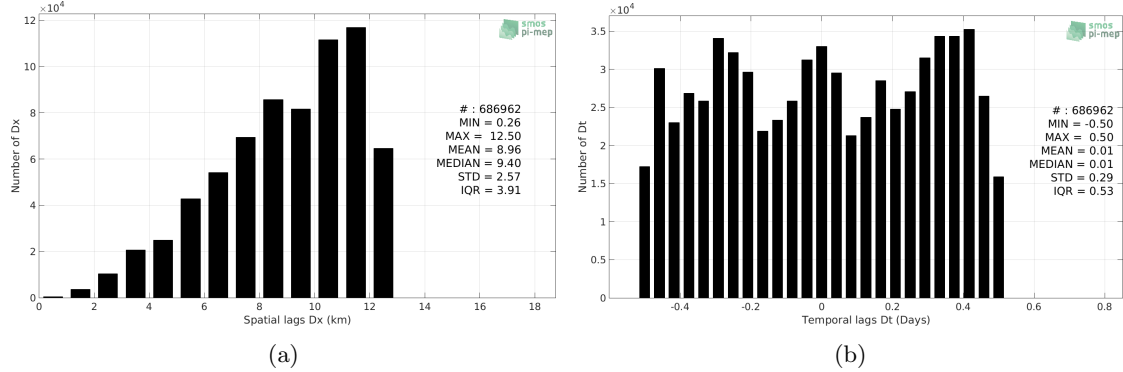 ×10⁴
12
10
8
6
4
2
0
Number of Dx
0 2 4 6 8 10 12 14 16 18
Spatial lags Dx (km)
smos
pi-mep
# : 686962
MIN = 0.26
MAX = 12.50
MEAN = 8.96
MEDIAN = 9.40
STD = 2.57
IQR = 3.91
(a)
×10⁴
3.5
3
2.5
2
1.5
1
0.5
0
Number of Dt
-0.4 -0.2 0 0.2 0.4 0.6 0.8
Temporal lags Dt (Days)
smos
pi-mep
# : 686962
MIN = -0.50
MAX = 0.50
MEAN = 0.01
MEDIAN = 0.01
STD = 0.29
IQR = 0.53
(b)